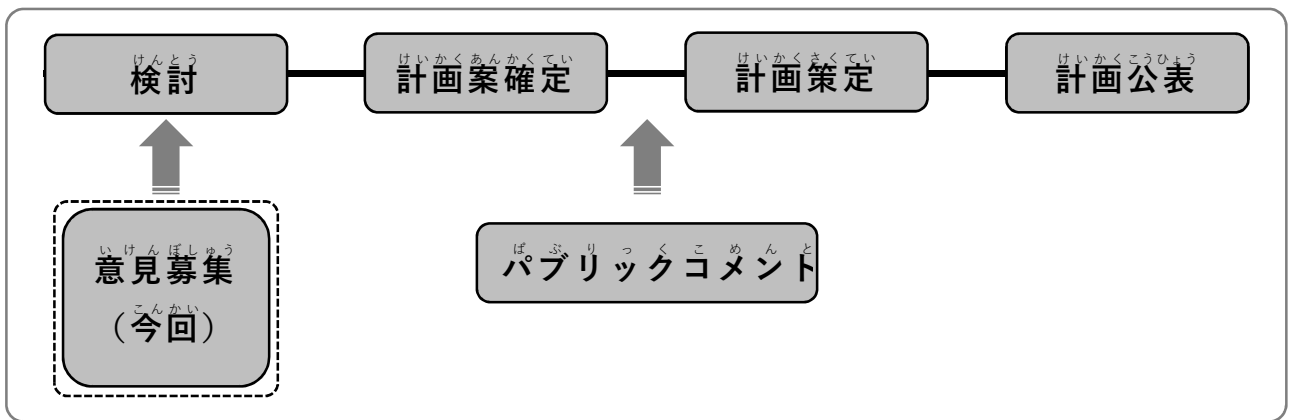 けんとう
検討
けいかくあんかくてい
計画案確定
けいかくさくてい
計画策定
けいかくこうひょう
計画公表
いけんぼしゅう
意見募集
こんかい
（今回）
ぱぶりっくこめんと
パブリックコメント